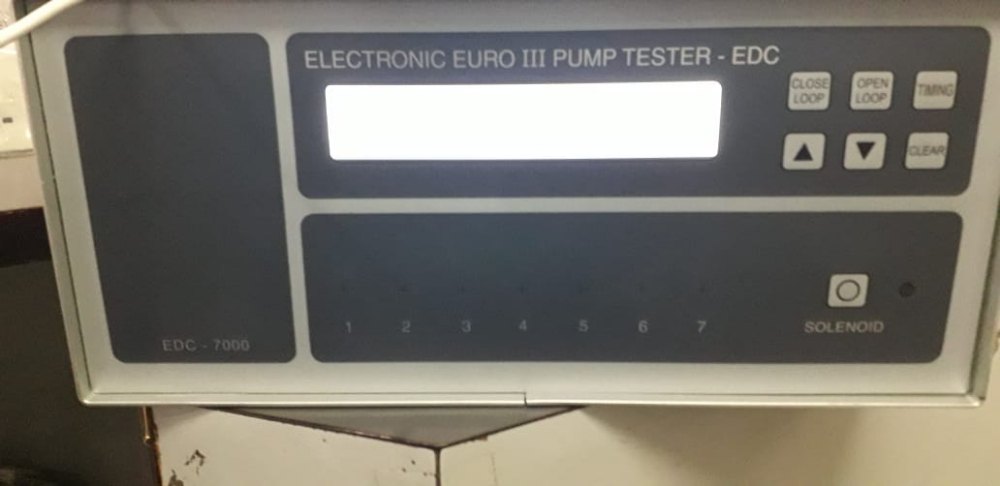 ELECTRONIC EURO III PUMP TESTER - EDC
CLOSE LOOP
OPEN LOOP
TIMING
CLEAR
1 2 3 4 5 6 7
SOLENOID
EDC - 7000